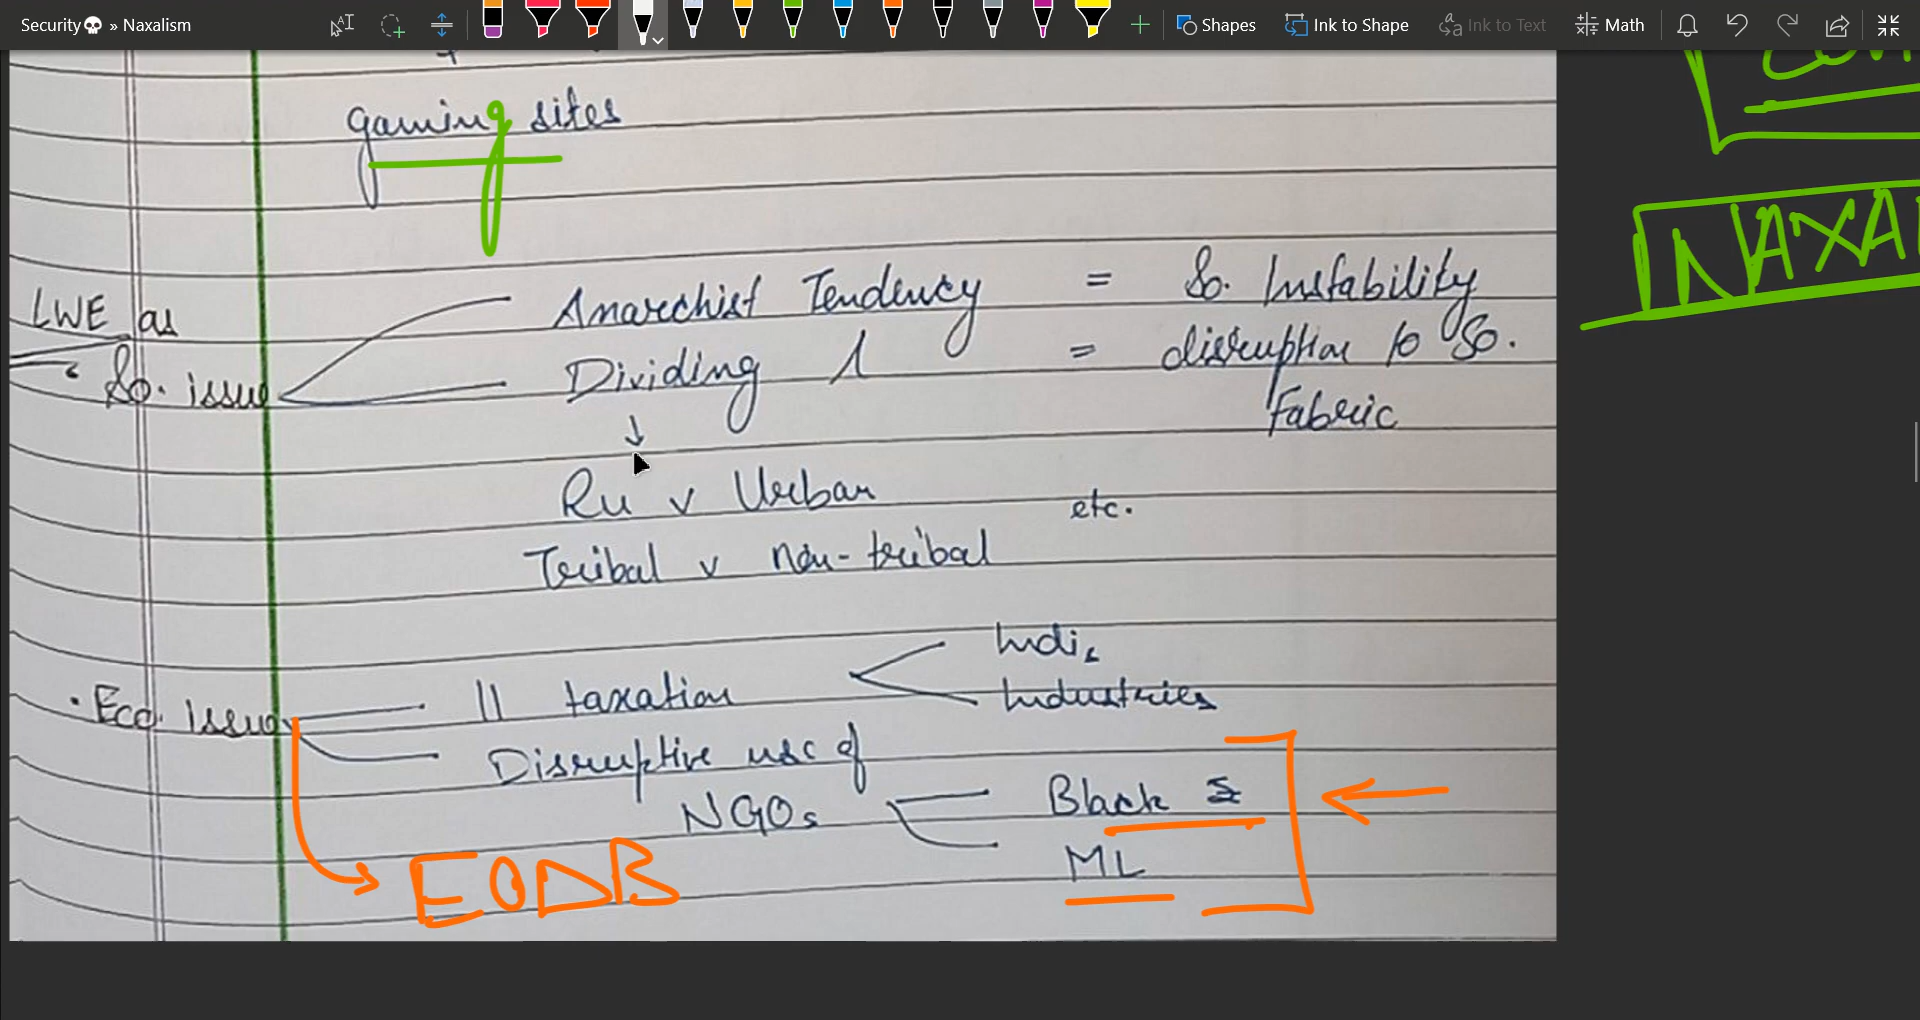 Security💀 » Naxalism
Shapes
Ink to Shape
Ink to Text
Math
gaming sites
NAXA
LWE as
So. issue
Anarchist Tendency = So. Instability
Dividing = disruption to So.
Fabric
↓
Ru v Urban etc.
Tribal v non-tribal
• Eco. issue
|| taxation
Indi.
Industries
Disruptive use of
NGOs
Black
ML
EODB